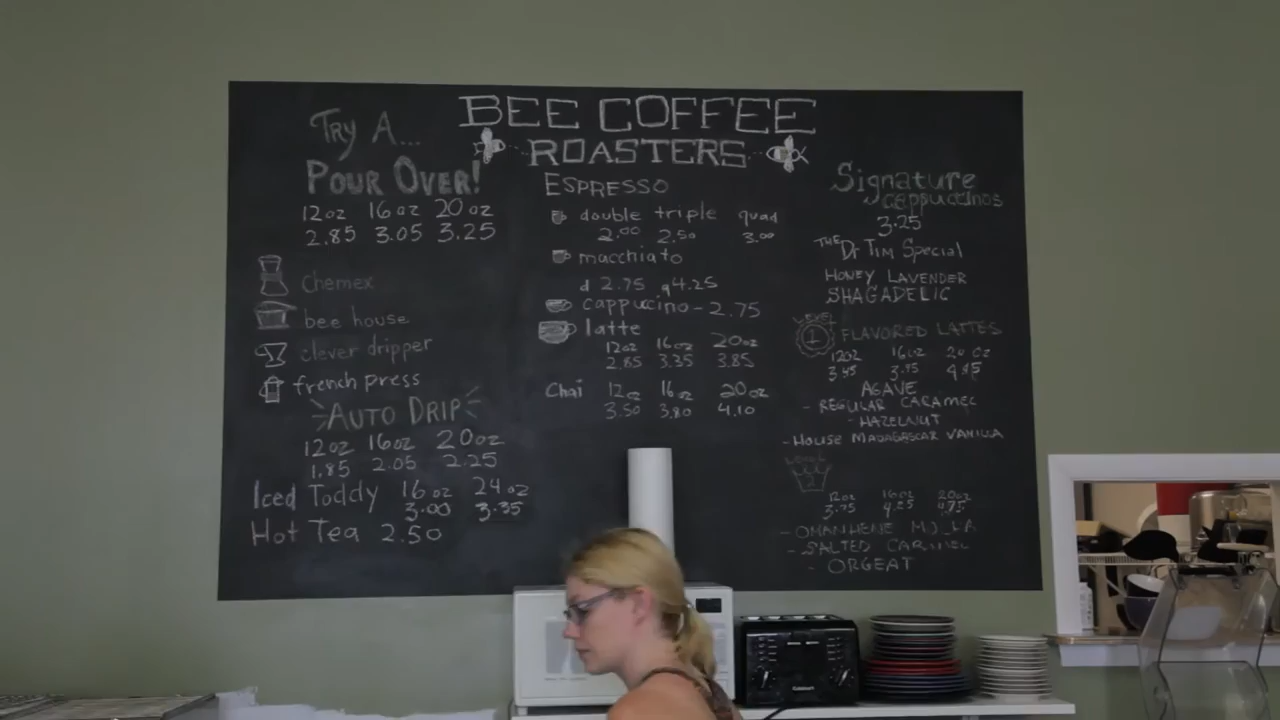 BEE COFFEE
ROASTERS
TRY A...
POUR OVER!
12oz 16oz 20oz
2.85 3.05 3.25
chemex
bee house
clever dripper
french press
AUTO DRIP
12oz 16oz 20oz
1.85 2.05 2.25
Iced Toddy 16oz 24oz
3.00 3.35
Hot Tea 2.50
ESPRESSO
double triple quad
2.00 2.50 3.00
macchiato
d 2.75 q4.25
cappuccino-2.75
latte
12oz 16oz 20oz
2.85 3.35 3.85
Chai 12oz 16oz 20oz
3.50 3.80 4.10
Signature
cappuccinos
3.25
THE Dr TIM Special
HONEY LAVENDER
SHAGADELIC
LEVEL
1
FLAVORED LATTES
12oz 16oz 20oz
AGAVE
- REGULAR CARAMEL
- HAZELNUT
- HOUSE MADAGASCAR VANILLA
LEVEL
2
12oz 16oz 20oz
3.75 4.25 4.75
- OMANHENE
- SALTED CARAMEL
- ORGEAT
Cuisinart